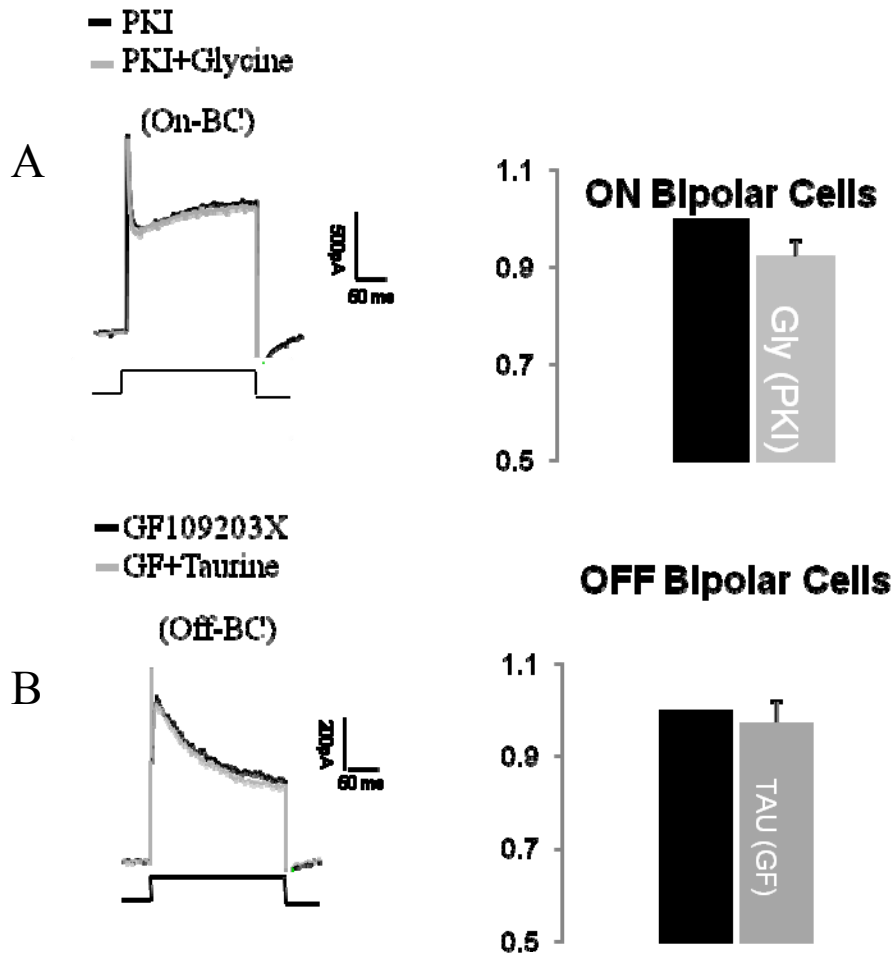 PKI
PKI+Glycine
(On-BC)
A
500pA
60 ms
ON Bipolar Cells
1.1
0.9
0.7
0.5
Gly (PKI)
GF109203X
GF+Taurine
(Off-BC)
B
200pA
60 ms
OFF Bipolar Cells
1.1
0.9
0.7
0.5
TAU (GF)